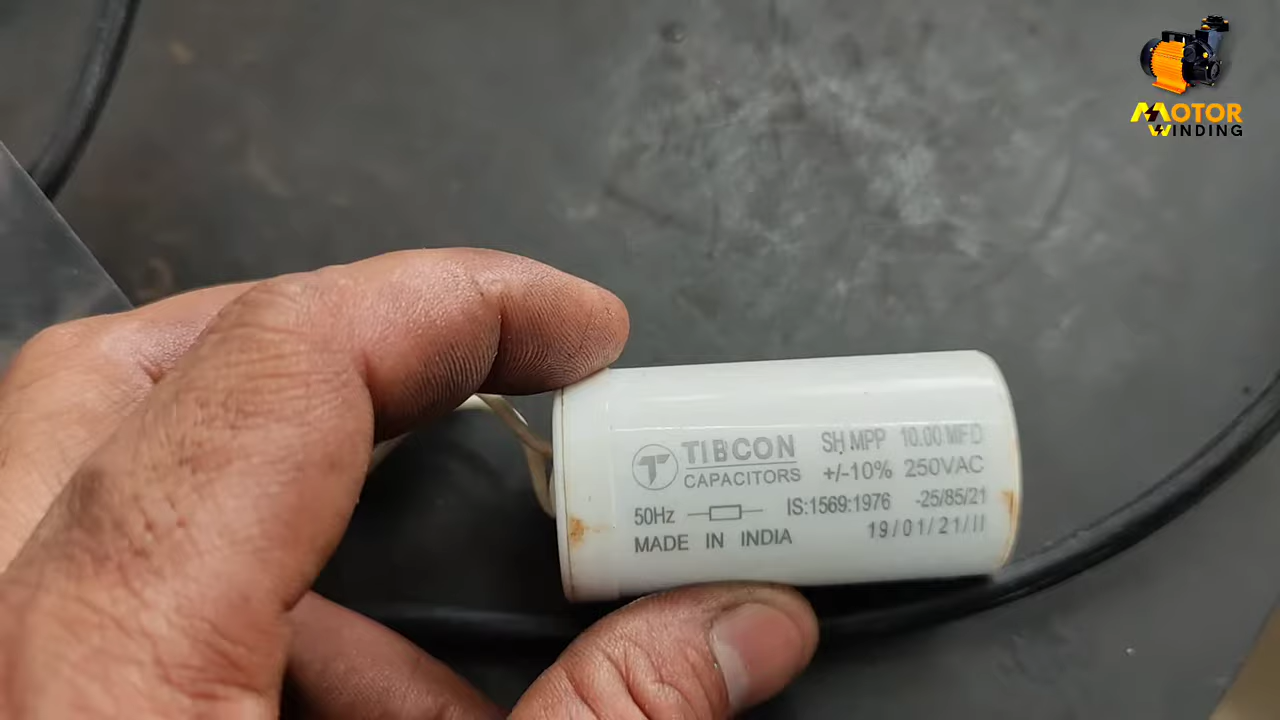 MOTOR
WINDING
TIBCON
CAPACITORS
SH MPP 10.00 MFD
+/-10% 250VAC
50Hz IS:1569:1976 -25/85/21
MADE IN INDIA 19/01/21/II